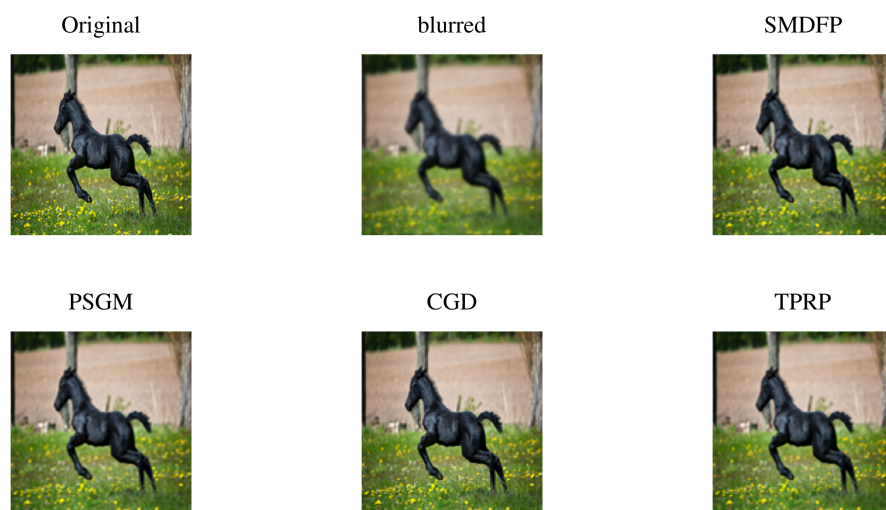 Original
blurred
SMDFP
PSGM
CGD
TPRP